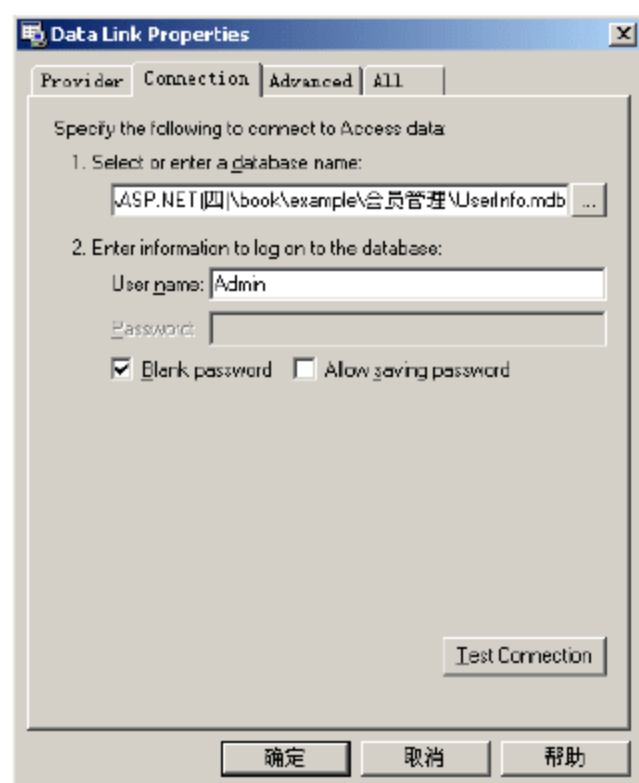 Data Link Properties
Provider Connection Advanced All
Specify the following to connect to Access data:
1. Select or enter a database name:
\ASP.NET(四)\book\example\会员管理\UserInfo.mdb ...
2. Enter information to log on to the database:
User name: Admin
Password:
Blank password Allow saving password
Test Connection
确定 取消 帮助